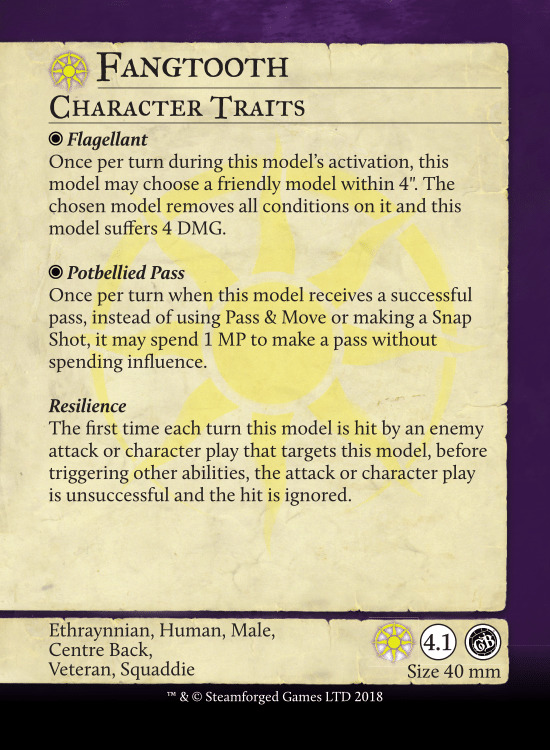 Fangtooth
Character Traits
Flagellant
Once per turn during this model's activation, this
model may choose a friendly model within 4". The
chosen model removes all conditions on it and this
model suffers 4 DMG.
Potbellied Pass
Once per turn when this model receives a successful
pass, instead of using Pass & Move or making a Snap
Shot, it may spend 1 MP to make a pass without
spending influence.
Resilience
The first time each turn this model is hit by an enemy
attack or character play that targets this model, before
triggering other abilities, the attack or character play
is unsuccessful and the hit is ignored.
Ethraynnian, Human, Male,
Centre Back,
Veteran, Squaddie
4.1
GB
Size 40 mm
™ & © Steamforged Games LTD 2018